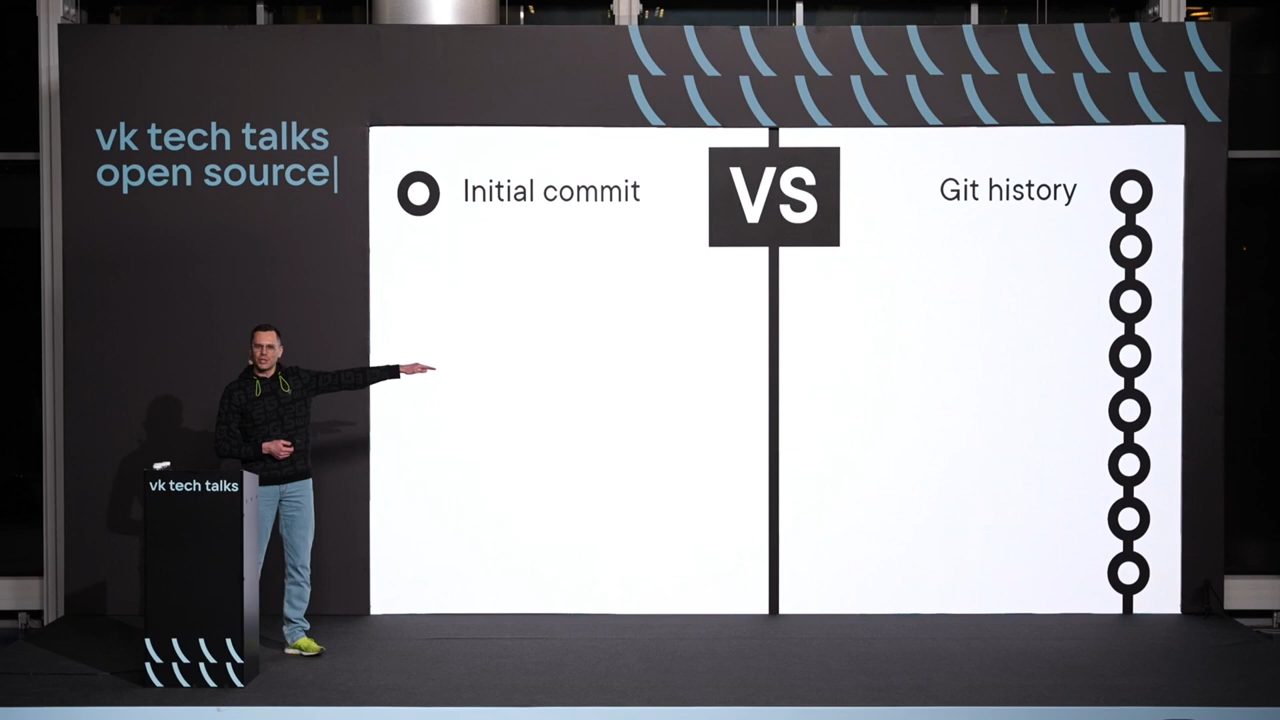 vk tech talks
open source|
Initial commit
VS
Git history
vk tech talks